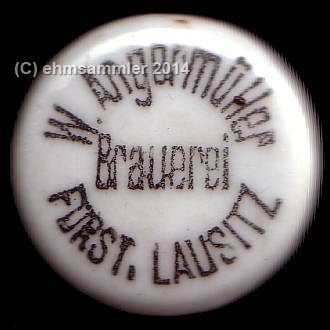 (C) ehmsammler 2014
W. Angermüller
Brauerei
FORST, LAUSITZ